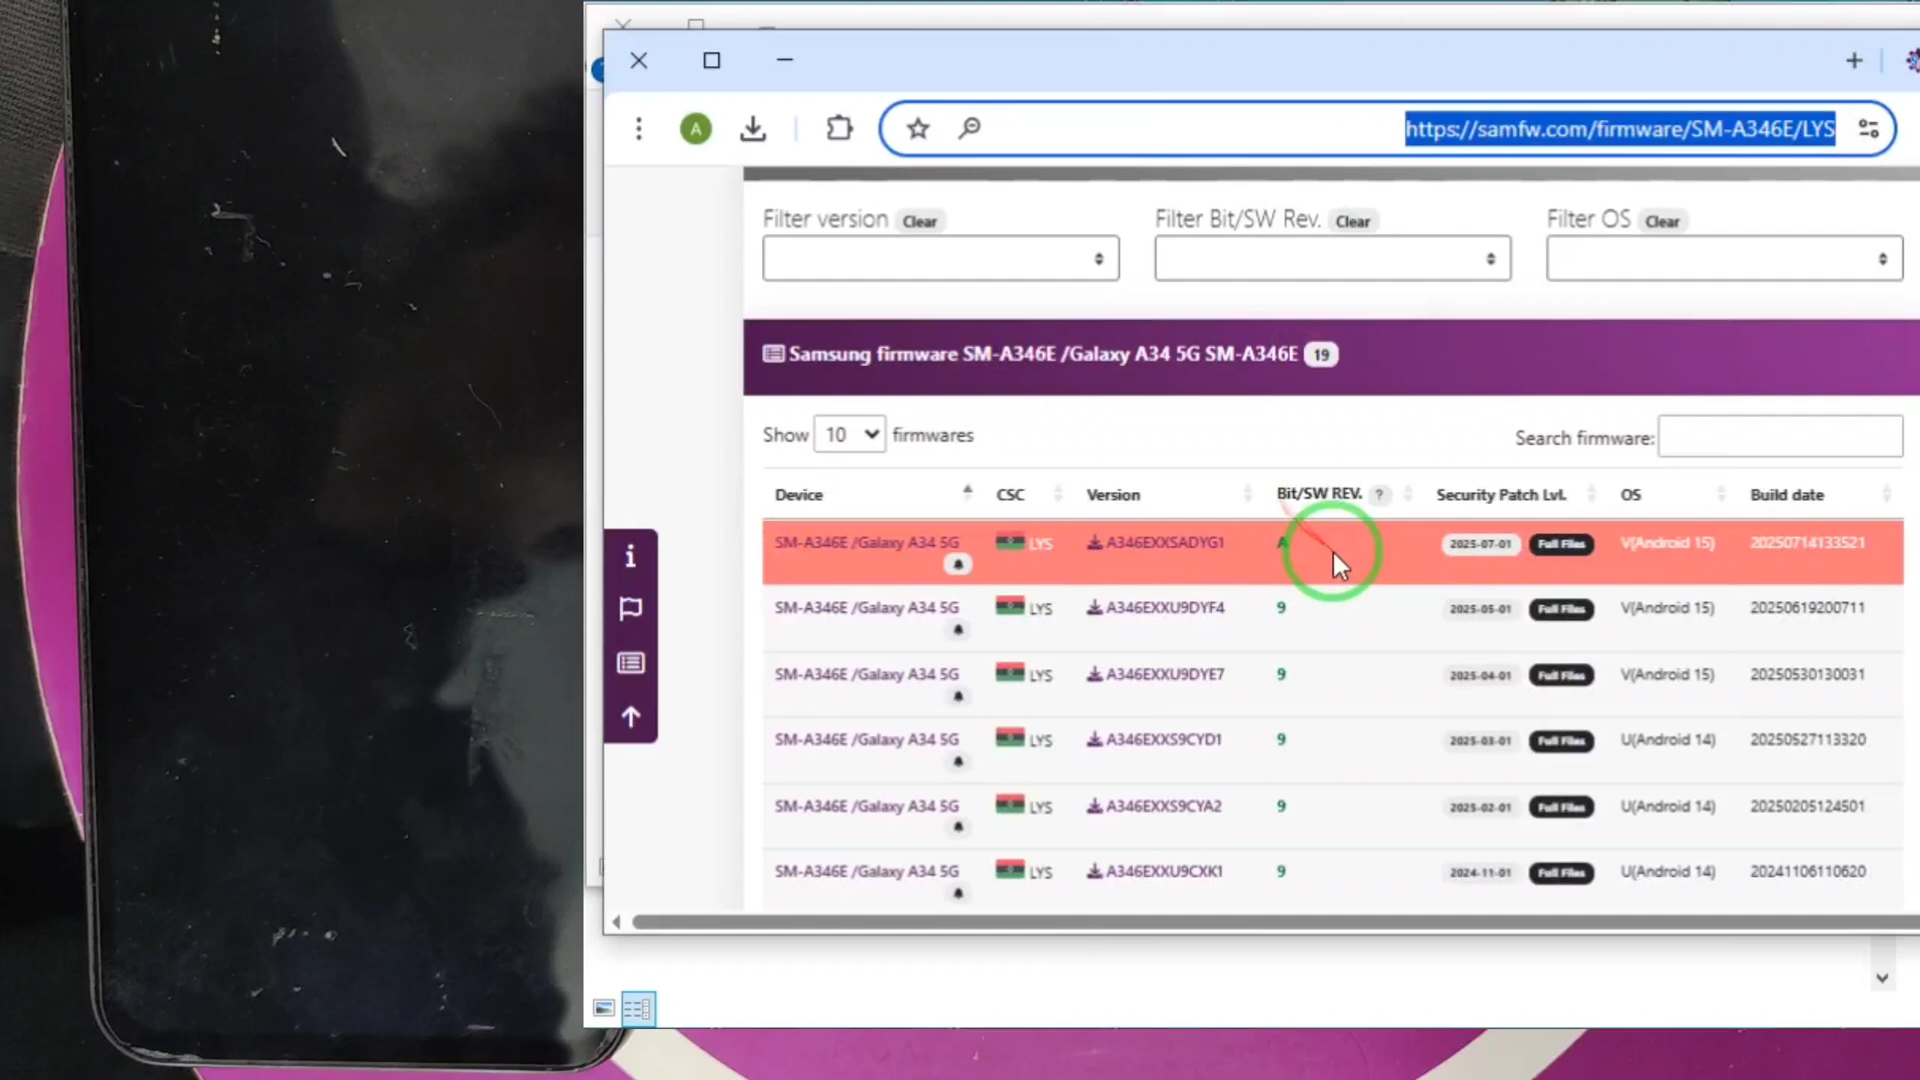 A
https://samfw.com/firmware/SM-A346E/LYS
Filter version Clear
Filter Bit/SW Rev. Clear
Filter OS Clear
Samsung firmware SM-A346E /Galaxy A34 5G SM-A346E 19
Show 10 firmwares
Search firmware:
Device CSC Version Bit/SW REV. ? Security Patch Lvl. OS Build date
SM-A346E /Galaxy A34 5G LYS A346EXXSADYG1 A 2025-07-01 Full Files V(Android 15) 20250714133521
SM-A346E /Galaxy A34 5G LYS A346EXXU9DYF4 9 2025-05-01 Full Files V(Android 15) 20250619200711
SM-A346E /Galaxy A34 5G LYS A346EXXU9DYE7 9 2025-04-01 Full Files V(Android 15) 20250530130031
SM-A346E /Galaxy A34 5G LYS A346EXXS9CYD1 9 2025-03-01 Full Files U(Android 14) 20250527113320
SM-A346E /Galaxy A34 5G LYS A346EXXS9CYA2 9 2025-02-01 Full Files U(Android 14) 20250205124501
SM-A346E /Galaxy A34 5G LYS A346EXXU9CXK1 9 2024-11-01 Full Files U(Android 14) 20241106110620